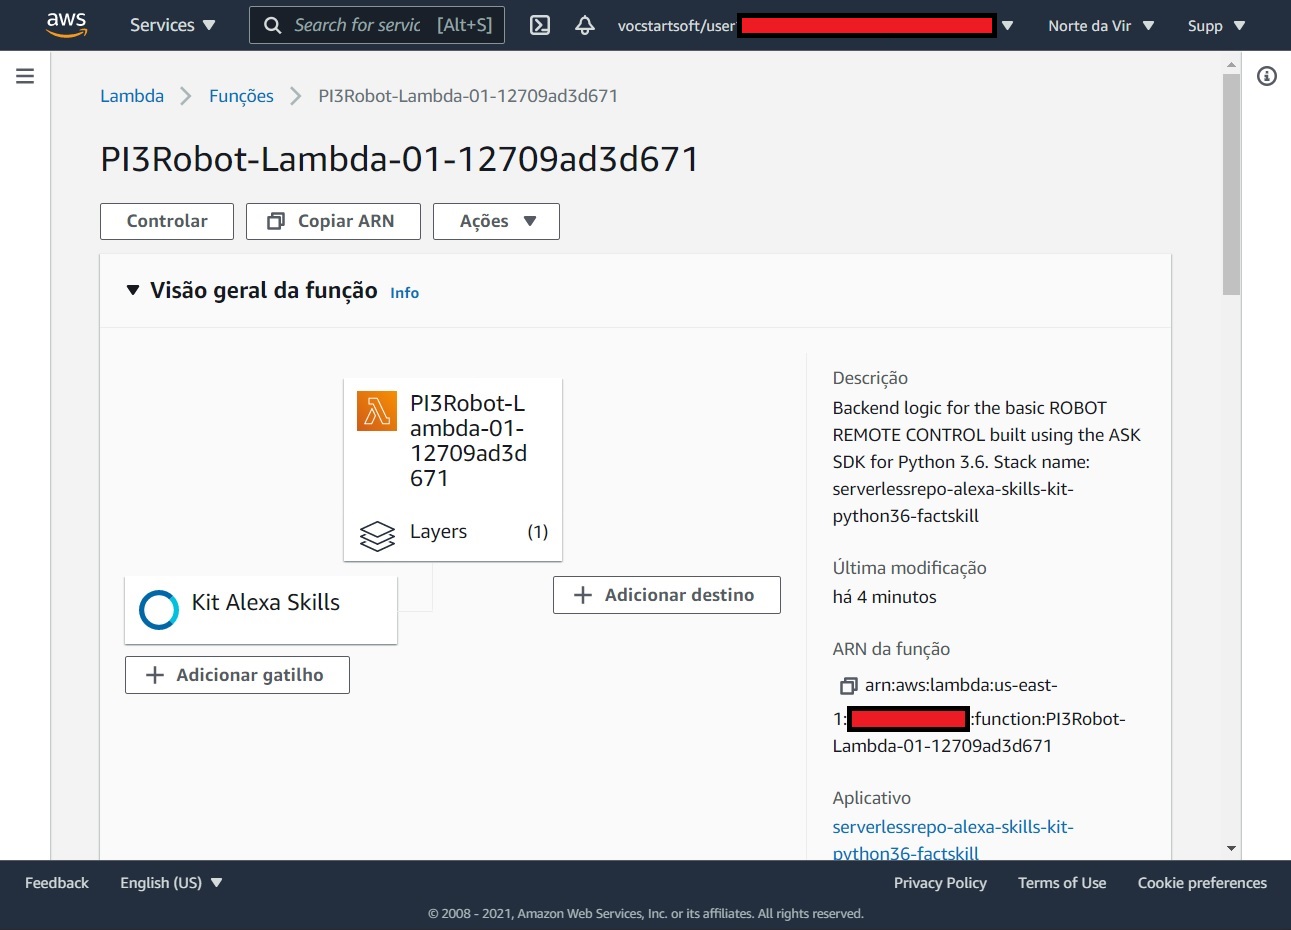 aws
Services
Search for servic [Alt+S]
vocstartsoft/user
Norte da Vir
Supp
Lambda
Funções
PI3Robot-Lambda-01-12709ad3d671
PI3Robot-Lambda-01-12709ad3d671
Controlar
Copiar ARN
Ações
Visão geral da função Info
PI3Robot-L
ambda-01-
12709ad3d
671
Layers (1)
Kit Alexa Skills
+ Adicionar gatilho
+ Adicionar destino
Descrição
Backend logic for the basic ROBOT
REMOTE CONTROL built using the ASK
SDK for Python 3.6. Stack name:
serverlessrepo-alexa-skills-kit-
python36-factskill
Última modificação
há 4 minutos
ARN da função
arn:aws:lambda:us-east-
1: :function:PI3Robot-
Lambda-01-12709ad3d671
Aplicativo
serverlessrepo-alexa-skills-kit-
python36-factskill
Feedback
English (US)
Privacy Policy
Terms of Use
Cookie preferences
© 2008 - 2021, Amazon Web Services, Inc. or its affiliates. All rights reserved.